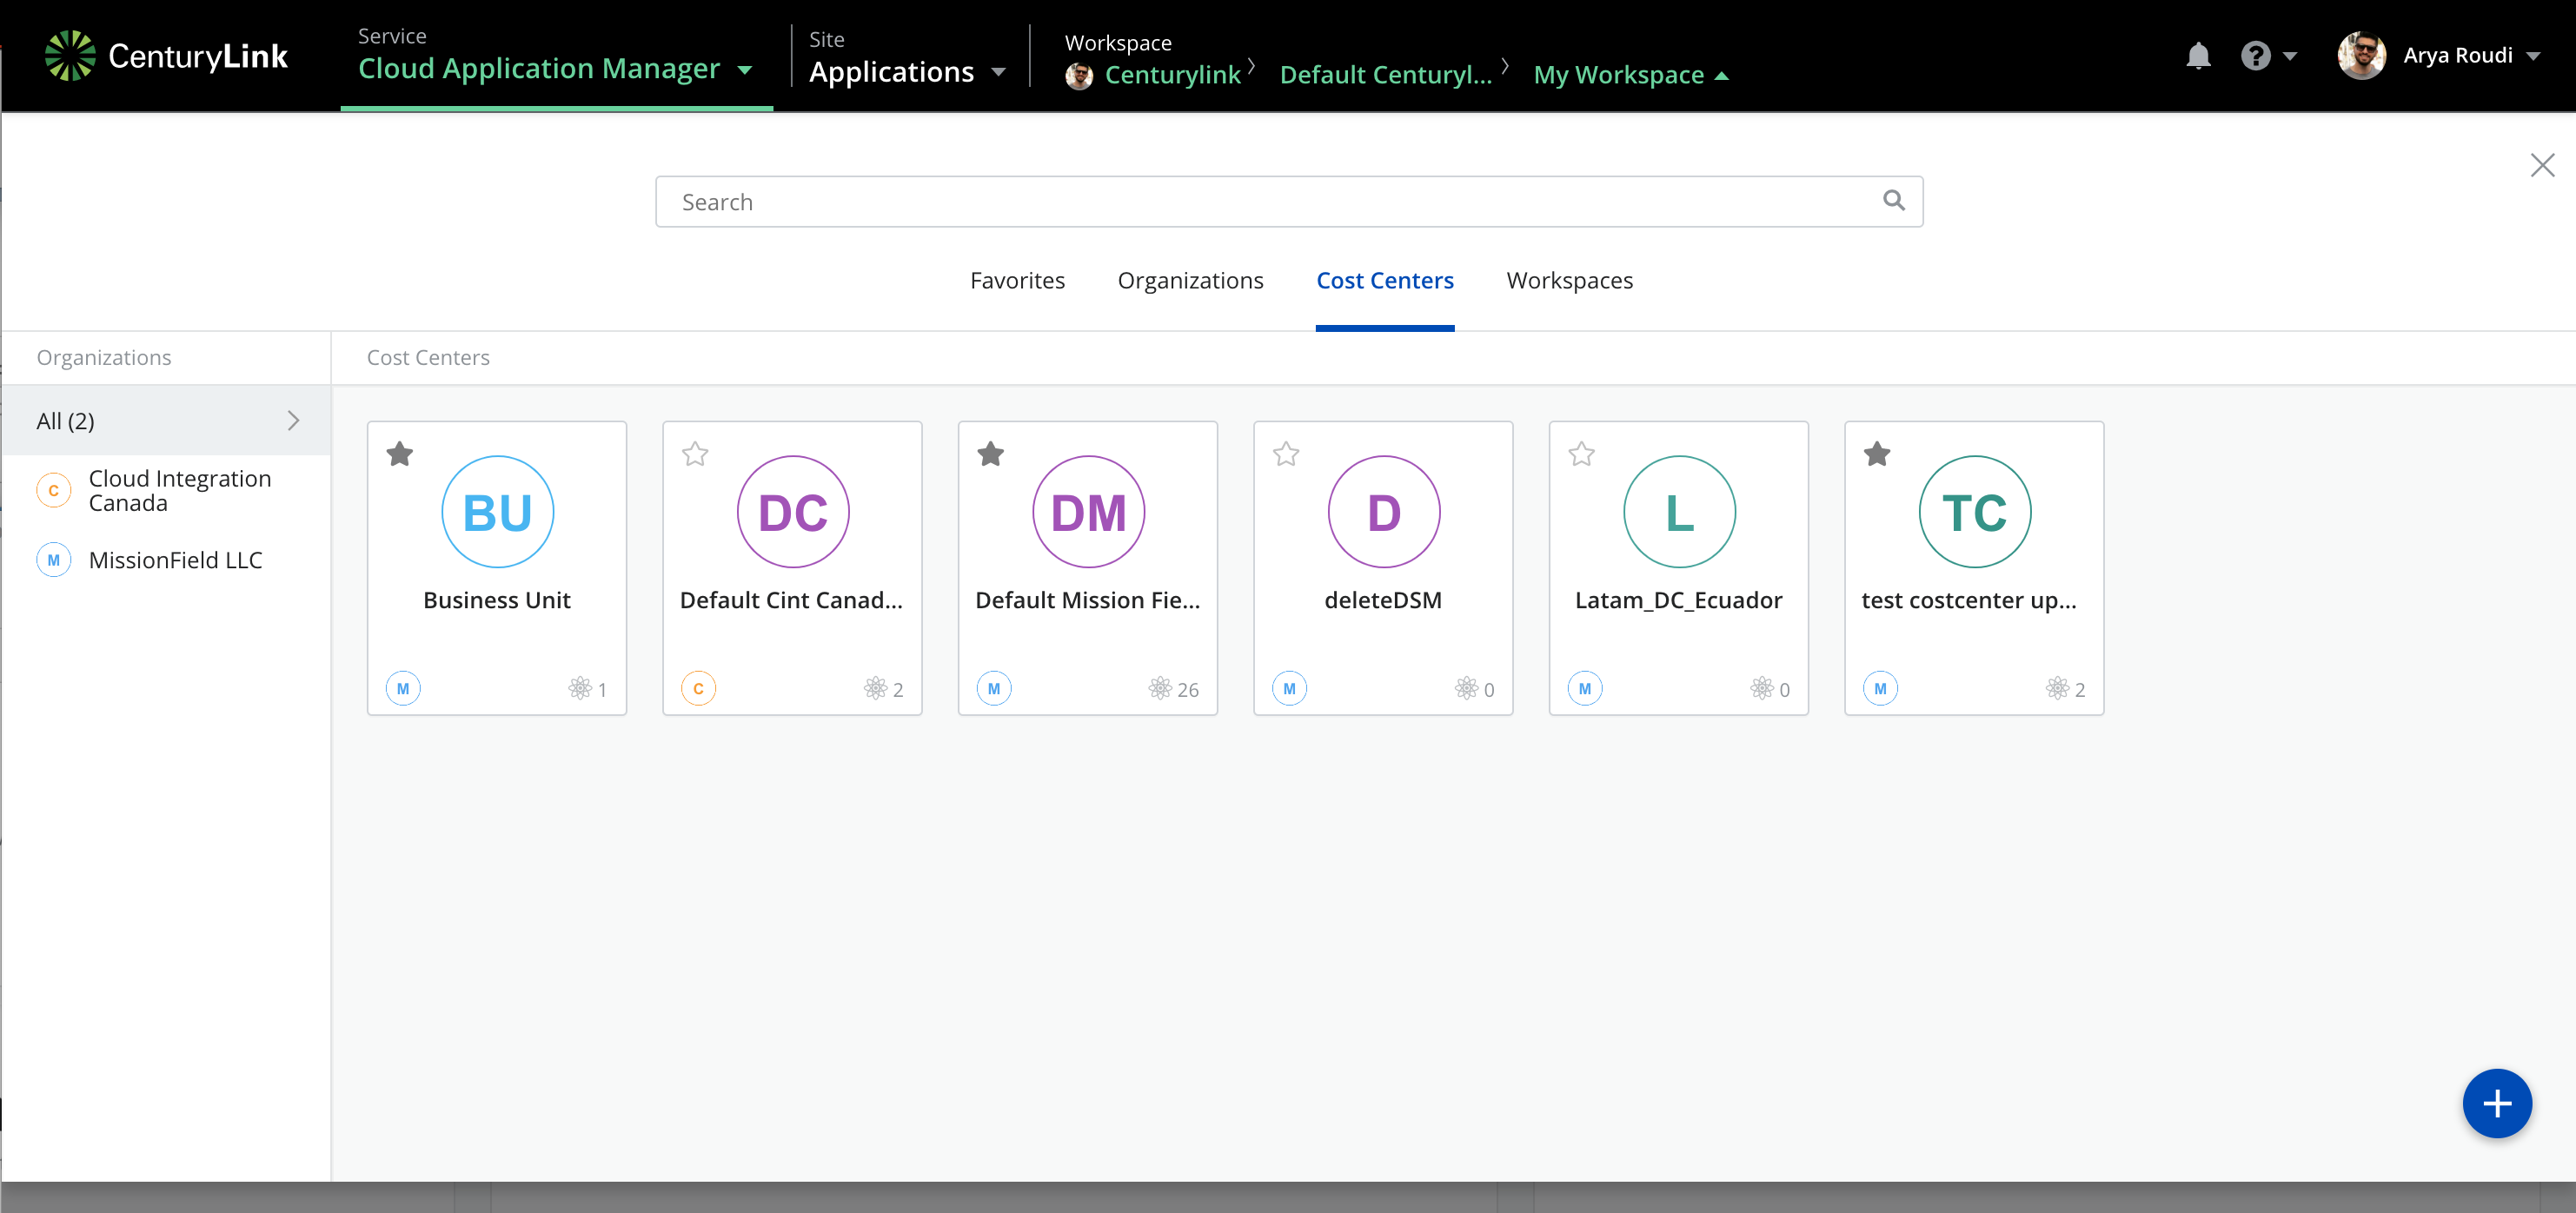 CenturyLink
Service
Cloud Application Manager
Site
Applications
Workspace
Centurylink
Default Centuryl...
My Workspace
?
Arya Roudi
Search
Favorites
Organizations
Cost Centers
Workspaces
Organizations
Cost Centers
All (2)
C
Cloud Integration
Canada
M
MissionField LLC
BU
Business Unit
M
1
DC
Default Cint Canad...
C
2
DM
Default Mission Fie...
M
26
D
deleteDSM
M
0
L
Latam_DC_Ecuador
M
0
TC
test costcenter up...
M
2